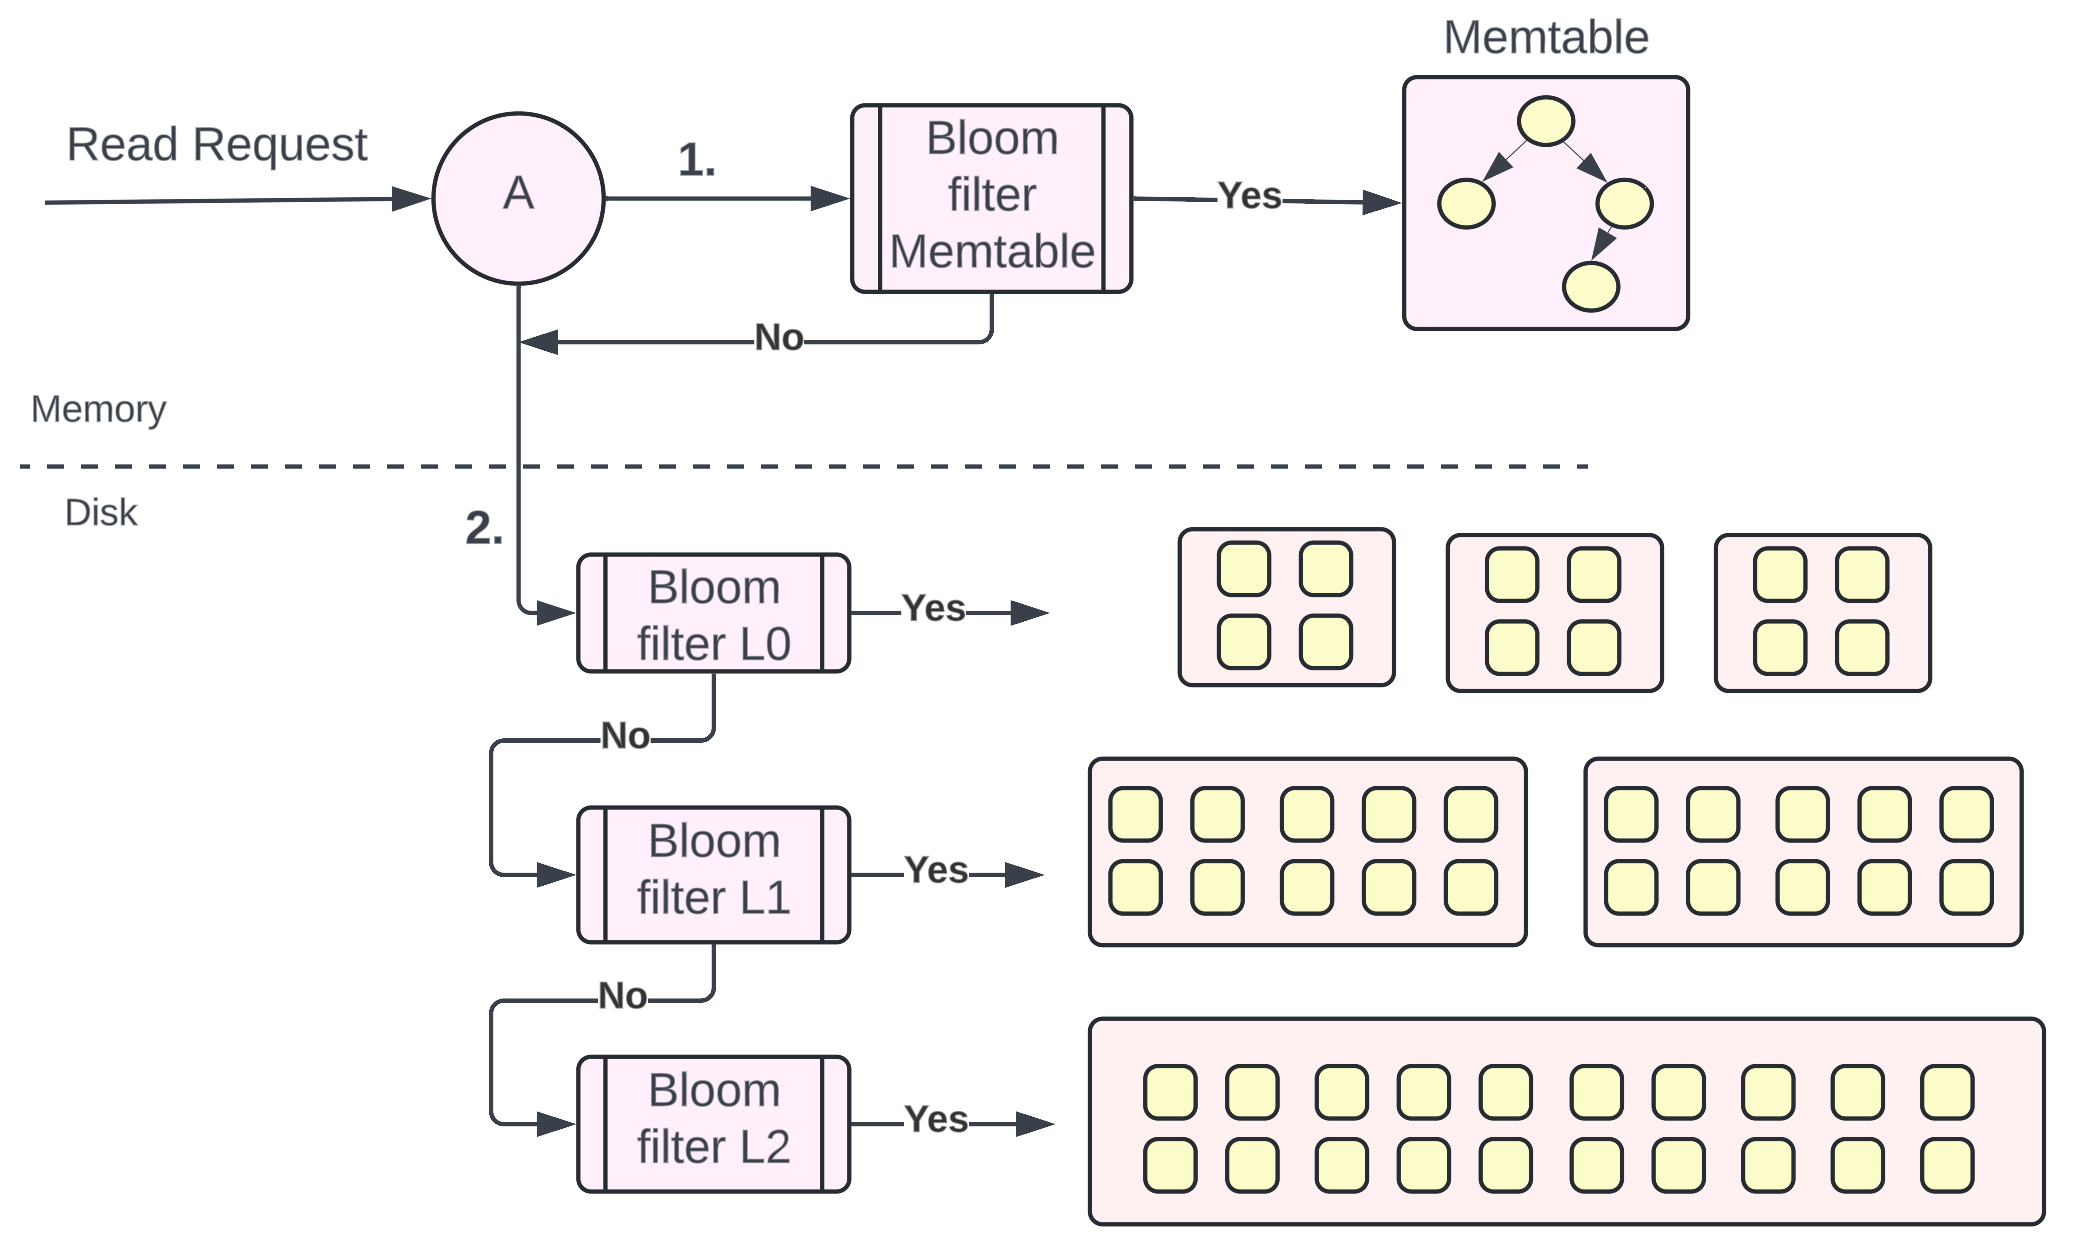 Memtable
Read Request
A
1.
Bloom
filter
Memtable
Yes
No
Memory
Disk
2.
Bloom
filter L0
Yes
No
Bloom
filter L1
Yes
No
Bloom
filter L2
Yes